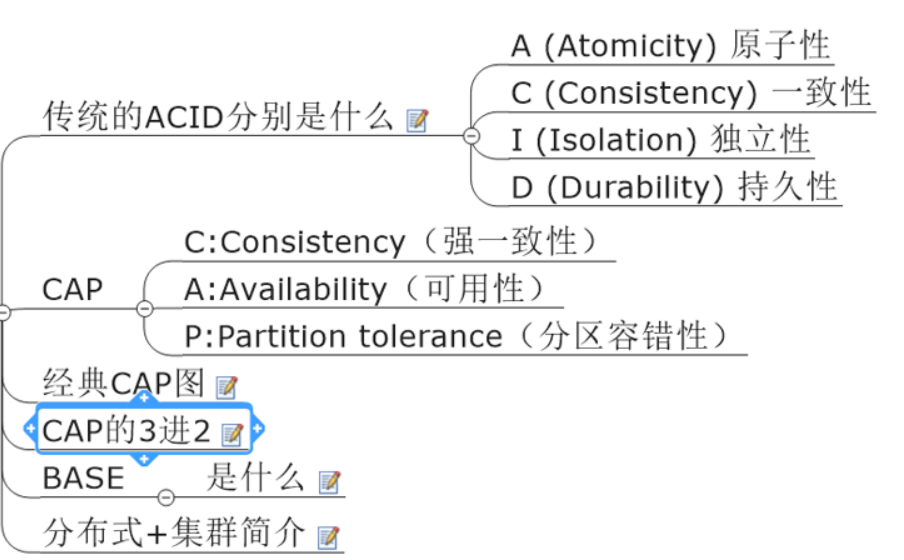 传统的ACID分别是什么
A (Atomicity) 原子性
C (Consistency) 一致性
I (Isolation) 独立性
D (Durability) 持久性
CAP
C:Consistency（强一致性）
A:Availability（可用性）
P:Partition tolerance（分区容错性）
经典CAP图
CAP的3进2
BASE
是什么
分布式+集群简介